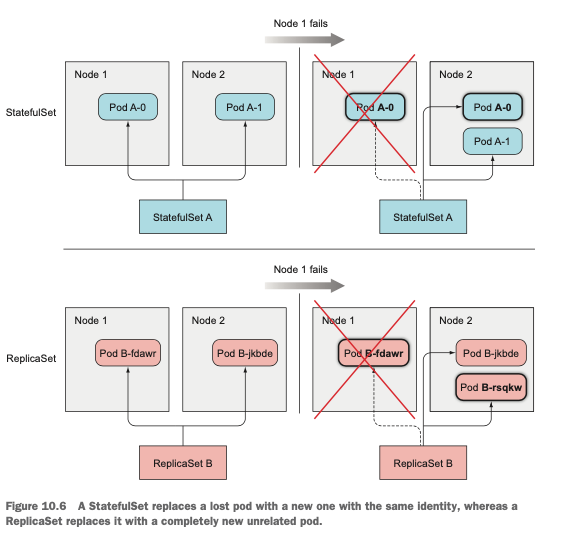 Node 1 fails
Node 1
Node 2
Node 1
Node 2
StatefulSet
Pod A-0
Pod A-1
Pod A-0
Pod A-0
Pod A-1
StatefulSet A
StatefulSet A
Node 1 fails
Node 1
Node 2
Node 1
Node 2
ReplicaSet
Pod B-fdawr
Pod B-jkbde
Pod B-fdawr
Pod B-jkbde
Pod B-rsqkw
ReplicaSet B
ReplicaSet B
Figure 10.6 A StatefulSet replaces a lost pod with a new one with the same identity, whereas a
ReplicaSet replaces it with a completely new unrelated pod.